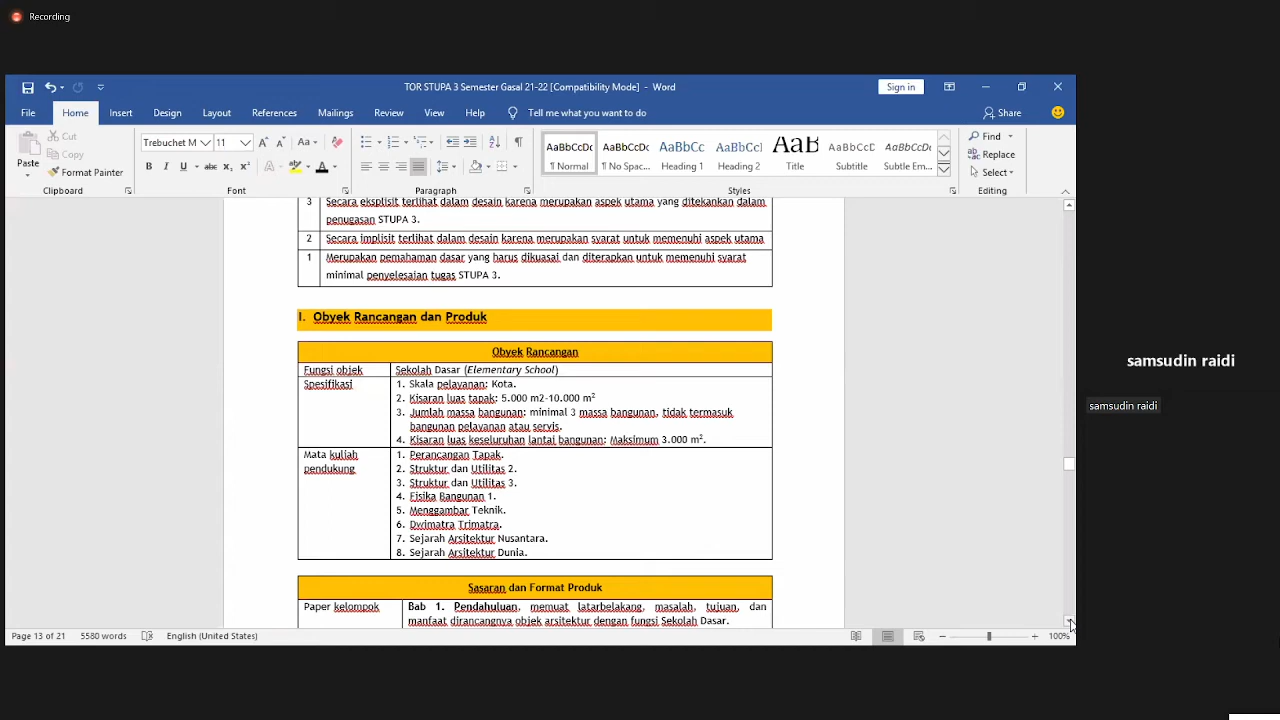 Recording
TOR STUPA 3 Semester Gasal 21-22 [Compatibility Mode] - Word
Sign in
File Home Insert Design Layout References Mailings Review View Help Tell me what you want to do Share
Paste
Cut
Copy
Format Painter
Clipboard
Trebuchet M 11
Font
Paragraph
AaBbCcDc AaBbCcDc AaBbCc AaBbCcl AaB AaBbCcD AaBbCcDc
¶ Normal ¶ No Spac... Heading 1 Heading 2 Title Subtitle Subtle Em...
Styles
Find
Replace
Select
Editing
3 Secara eksplisit terlihat dalam desain karena merupakan aspek utama yang ditekankan dalam
penugasan STUPA 3.
2 Secara implisit terlihat dalam desain karena merupakan syarat untuk memenuhi aspek utama
1 Merupakan pemahaman dasar yang harus dikuasai dan diterapkan untuk memenuhi syarat
minimal penyelesaian tugas STUPA 3.
I. Obyek Rancangan dan Produk
Obyek Rancangan
Fungsi objek Sekolah Dasar (Elementary School)
Spesifikasi 1. Skala pelayanan: Kota.
2. Kisaran luas tapak: 5.000 m2-10.000 m²
3. Jumlah massa bangunan: minimal 3 massa bangunan, tidak termasuk
bangunan pelayanan atau servis.
4. Kisaran luas keseluruhan lantai bangunan: Maksimum 3.000 m².
Mata kuliah 1. Perancangan Tapak.
pendukung 2. Struktur dan Utilitas 2.
3. Struktur dan Utilitas 3.
4. Fisika Bangunan 1.
5. Menggambar Teknik.
6. Dwimatra Trimatra.
7. Sejarah Arsitektur Nusantara.
8. Sejarah Arsitektur Dunia.
Sasaran dan Format Produk
Paper kelompok Bab 1. Pendahuluan, memuat latarbelakang, masalah, tujuan, dan
manfaat dirancangnya objek arsitektur dengan fungsi Sekolah Dasar.
Page 13 of 21 5580 words English (United States) 100%
samsudin raidi
samsudin raidi